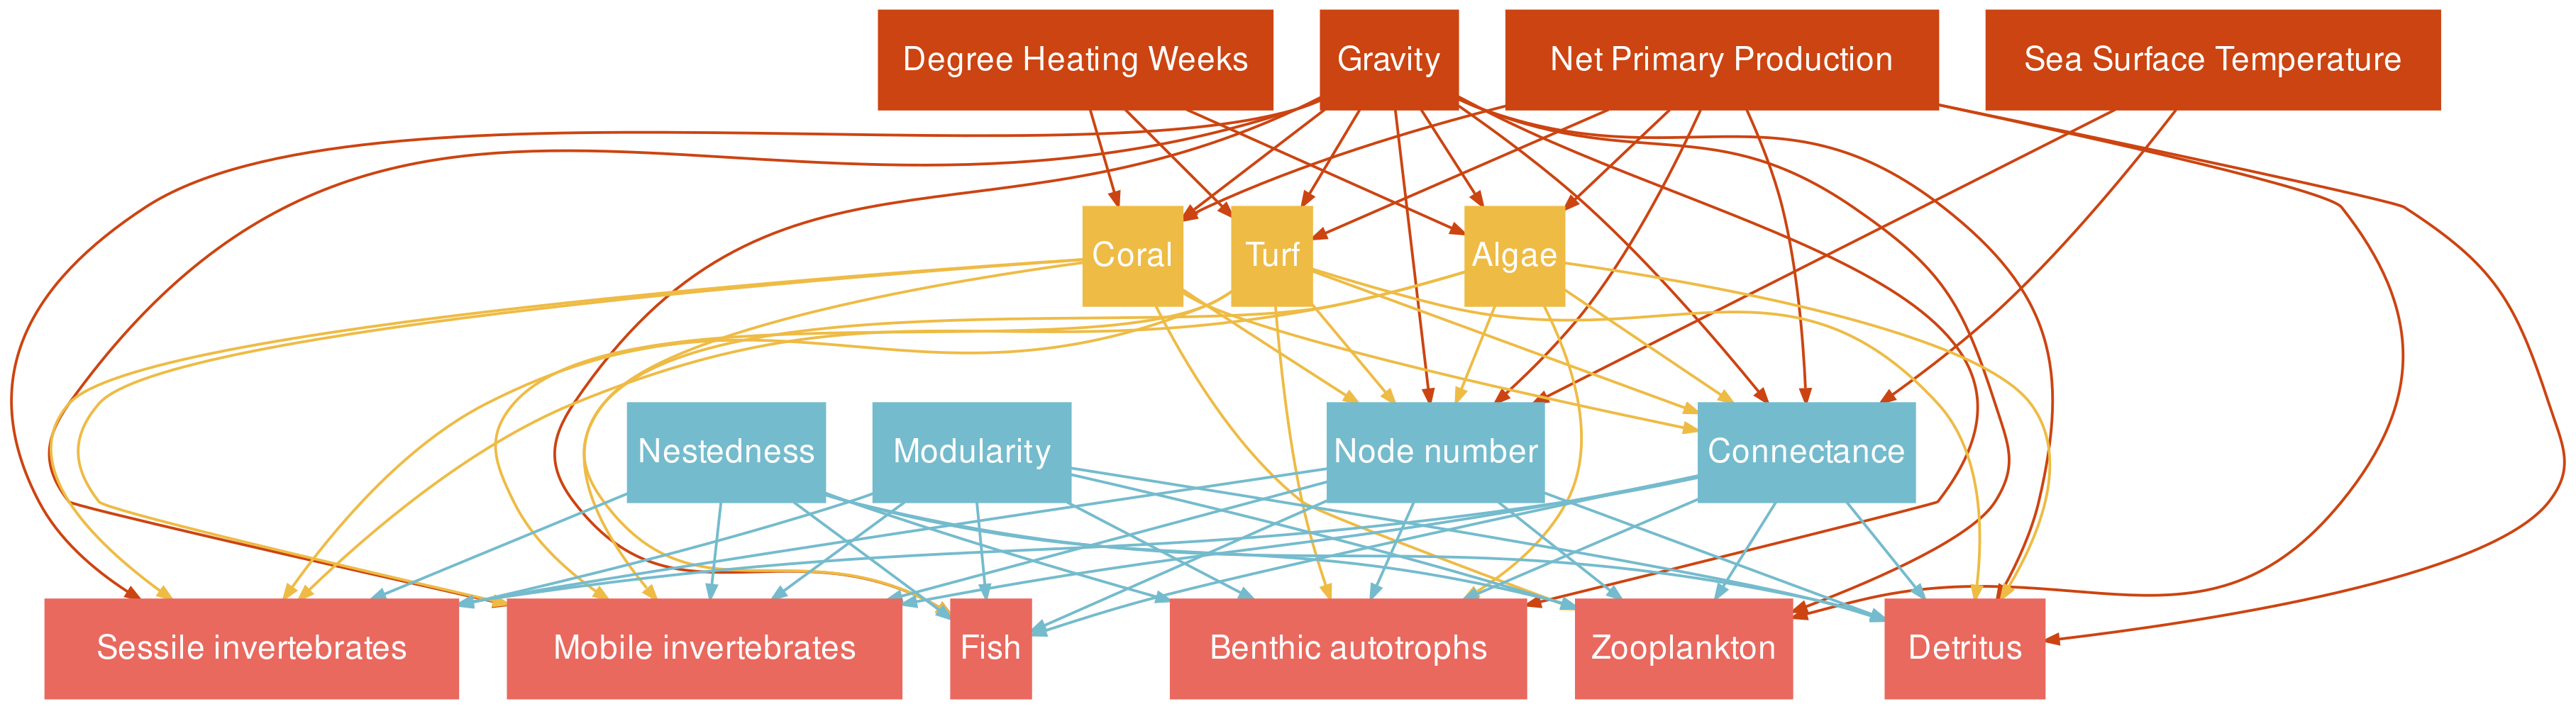 Degree Heating Weeks
Gravity
Net Primary Production
Sea Surface Temperature
Coral
Turf
Algae
Nestedness
Modularity
Node number
Connectance
Sessile invertebrates
Mobile invertebrates
Fish
Benthic autotrophs
Zooplankton
Detritus